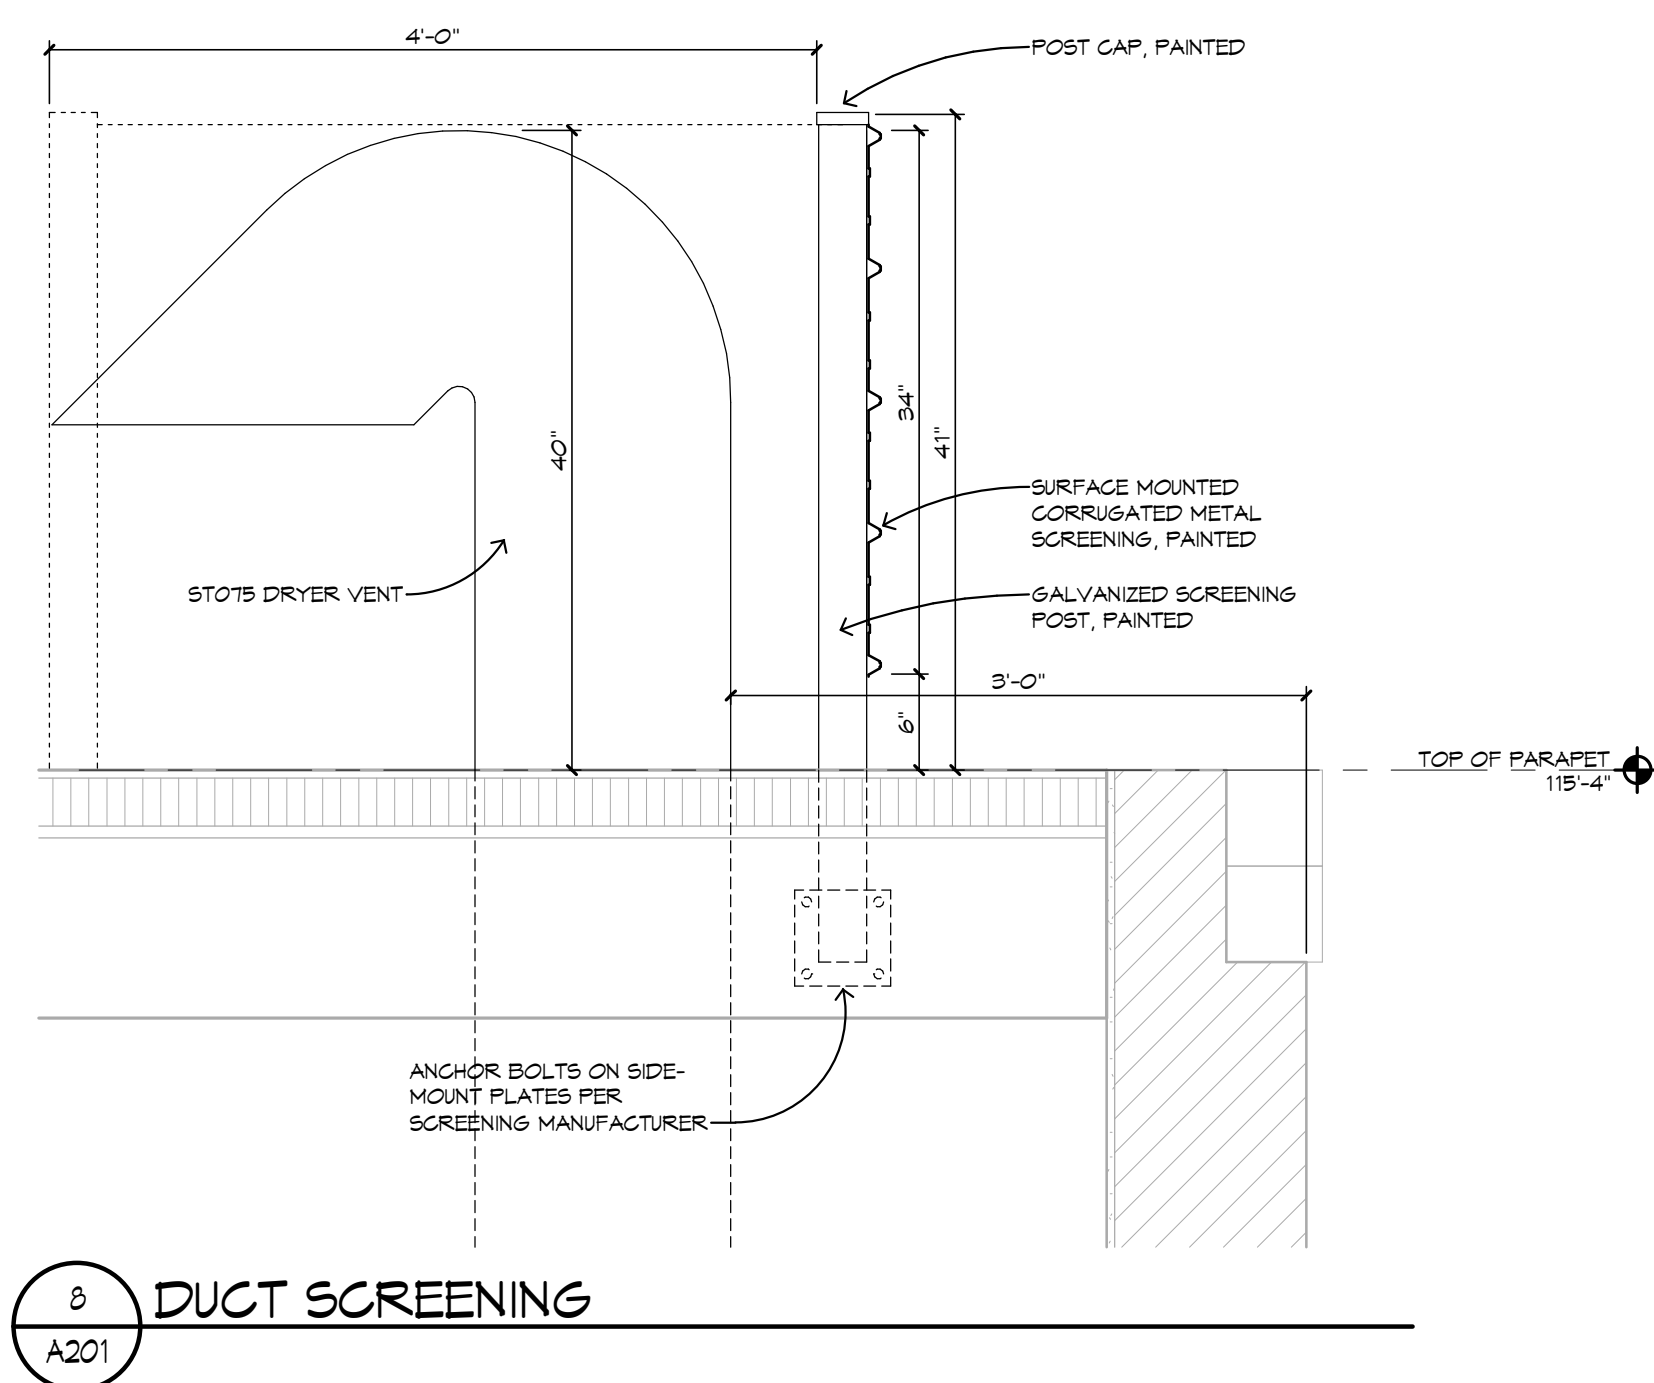 4'-0"
POST CAP, PAINTED
40"
34"
41"
SURFACE MOUNTED
CORRUGATED METAL
SCREENING, PAINTED
ST075 DRYER VENT
GALVANIZED SCREENING
POST, PAINTED
3'-0"
6"
TOP OF PARAPET
115'-4"
ANCHOR BOLTS ON SIDE-
MOUNT PLATES PER
SCREENING MANUFACTURER
8
DUCT SCREENING
A201